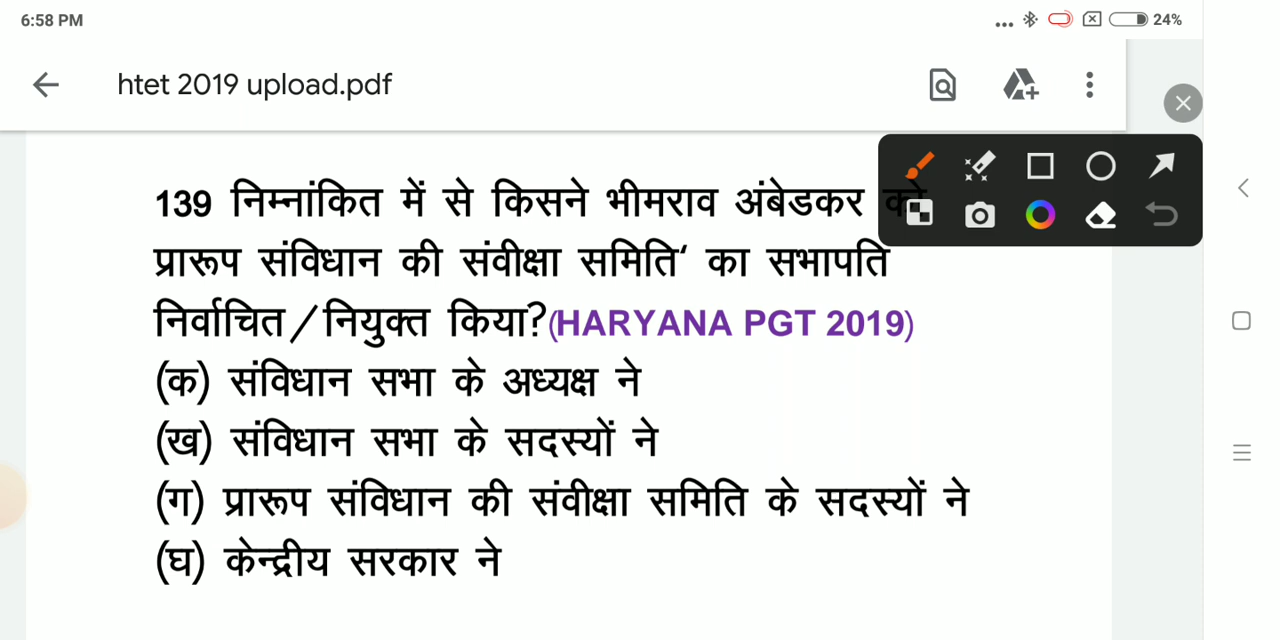 6:58 PM
24%
htet 2019 upload.pdf
139 निम्नांकित में से किसने भीमराव अंबेडकर को
प्रारूप संविधान की संवीक्षा समिति‘ का सभापति
निर्वाचित/नियुक्त किया?(HARYANA PGT 2019)
(क) संविधान सभा के अध्यक्ष ने
(ख) संविधान सभा के सदस्यों ने
(ग) प्रारूप संविधान की संवीक्षा समिति के सदस्यों ने
(घ) केन्द्रीय सरकार ने